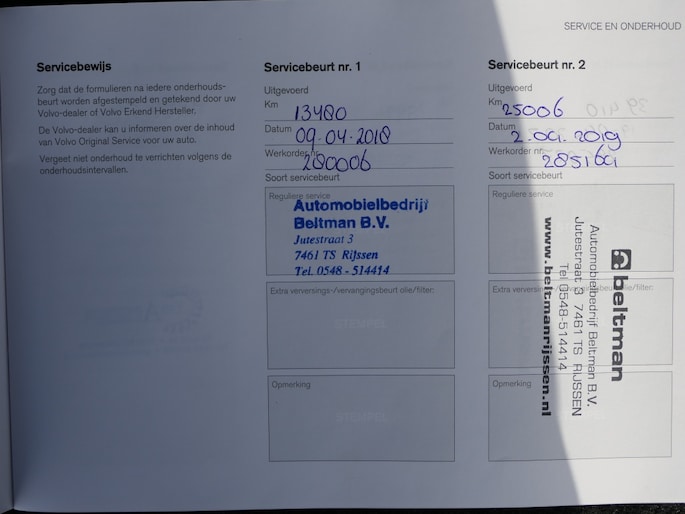 SERVICE EN ONDERHOUD
Servicebewijs
Zorg dat de formulieren na iedere onderhouds-
beurt worden afgestempeld en getekend door uw
Volvo-dealer of Volvo Erkend Hersteller.
De Volvo-dealer kan u informeren over de inhoud
van Volvo Original Service voor uw auto.
Vergeet niet onderhoud te verrichten volgens de
onderhoudsintervallen.
Servicebeurt nr. 1
Uitgevoerd
Km 13480
Datum 09-04-2018
Werkorder nr. 280006
Soort servicebeurt
Reguliere service
Automobielbedrijf
Beltman B.V.
Jutestraat 3
7461 TS Rijssen
Tel. 0548 - 514414
Extra verversings-/vervangingsbeurt olie/filter:
STEMPEL
Opmerking
STEMPEL
Servicebeurt nr. 2
Uitgevoerd
Km 25006
Datum
Werkorder nr.
Soort servicebeurt
Reguliere service
Extra
olie/filter:
Opmerking
beltman
Automobielbedrijf Beltman B.V.
Jutestraat 3 7461 TS RIJSSEN
Tel 0548-514414
www.beltmanrijssen.nl